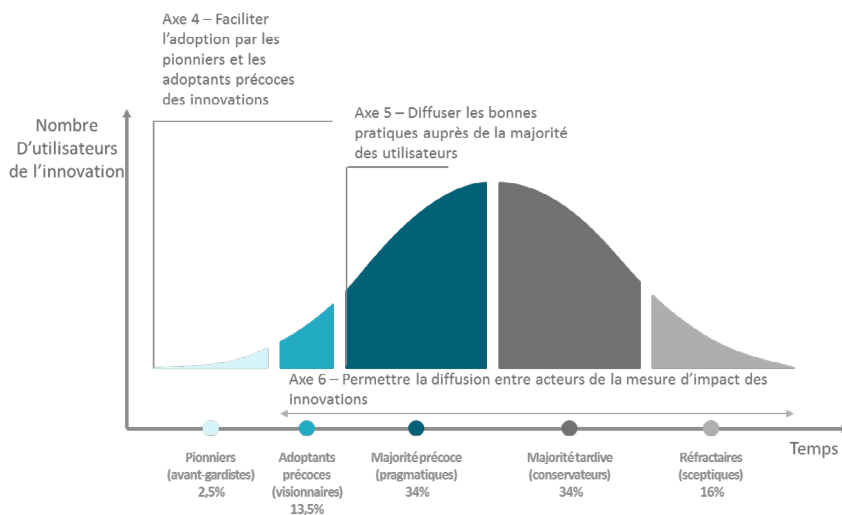 Axe 4 – Faciliter
l'adoption par les
pionniers et les
adoptants précoces
des innovations
Axe 5 – Diffuser les bonnes
pratiques auprès de la majorité
des utilisateurs
Nombre
D'utilisateurs
de l'innovation
Axe 6 – Permettre la diffusion entre acteurs de la mesure d'impact des
innovations
Temps
Pionniers
(avant-gardistes)
2,5%
Adoptants
précoces
(visionnaires)
13,5%
Majorité précoce
(pragmatiques)
34%
Majorité tardive
(conservateurs)
34%
Réfractaires
(sceptiques)
16%